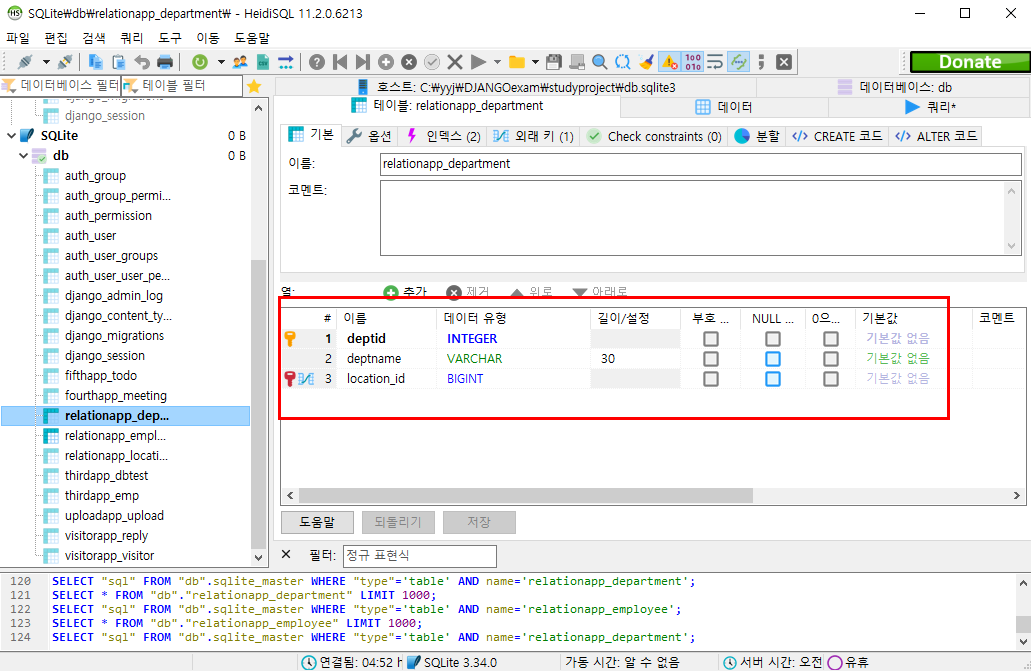 SQLite₩db₩relationapp_department₩ - HeidiSQL 11.2.0.6213
파일 편집 검색 쿼리 도구 이동 도움말
Donate
데이터베이스 필터 테이블 필터
호스트: C:₩yyj₩DJANGOexam₩studyproject₩db.sqlite3 데이터베이스: db
테이블: relationapp_department 데이터 쿼리*
django_session
SQLite 0 B
db 0 B
auth_group
auth_group_permi...
auth_permission
auth_user
auth_user_groups
auth_user_user_pe...
django_admin_log
django_content_ty...
django_migrations
django_session
fifthapp_todo
fourthapp_meeting
relationapp_dep...
relationapp_empl...
relationapp_locati...
thirdapp_dbtest
thirdapp_emp
uploadapp_upload
visitorapp_reply
visitorapp_visitor
기본 옵션 인덱스 (2) 외래 키 (1) Check constraints (0) 분할 CREATE 코드 ALTER 코드
이름: relationapp_department
코멘트:
열: 추가 제거 위로 아래로
# 이름 데이터 유형 길이/설정 부호 ... NULL ... 0으... 기본값 코멘트
1 deptid INTEGER 기본값 없음
2 deptname VARCHAR 30 기본값 없음
3 location_id BIGINT 기본값 없음
도움말 되돌리기 저장
필터: 정규 표현식
120 SELECT "sql" FROM "db".sqlite_master WHERE "type"='table' AND name='relationapp_department';
121 SELECT * FROM "db"."relationapp_department" LIMIT 1000;
122 SELECT "sql" FROM "db".sqlite_master WHERE "type"='table' AND name='relationapp_employee';
123 SELECT * FROM "db"."relationapp_employee" LIMIT 1000;
124 SELECT "sql" FROM "db".sqlite_master WHERE "type"='table' AND name='relationapp_department';
연결됨: 04:52 SQLite 3.34.0 가동 시간: 알 수 없음 서버 시간: 오전 유휴